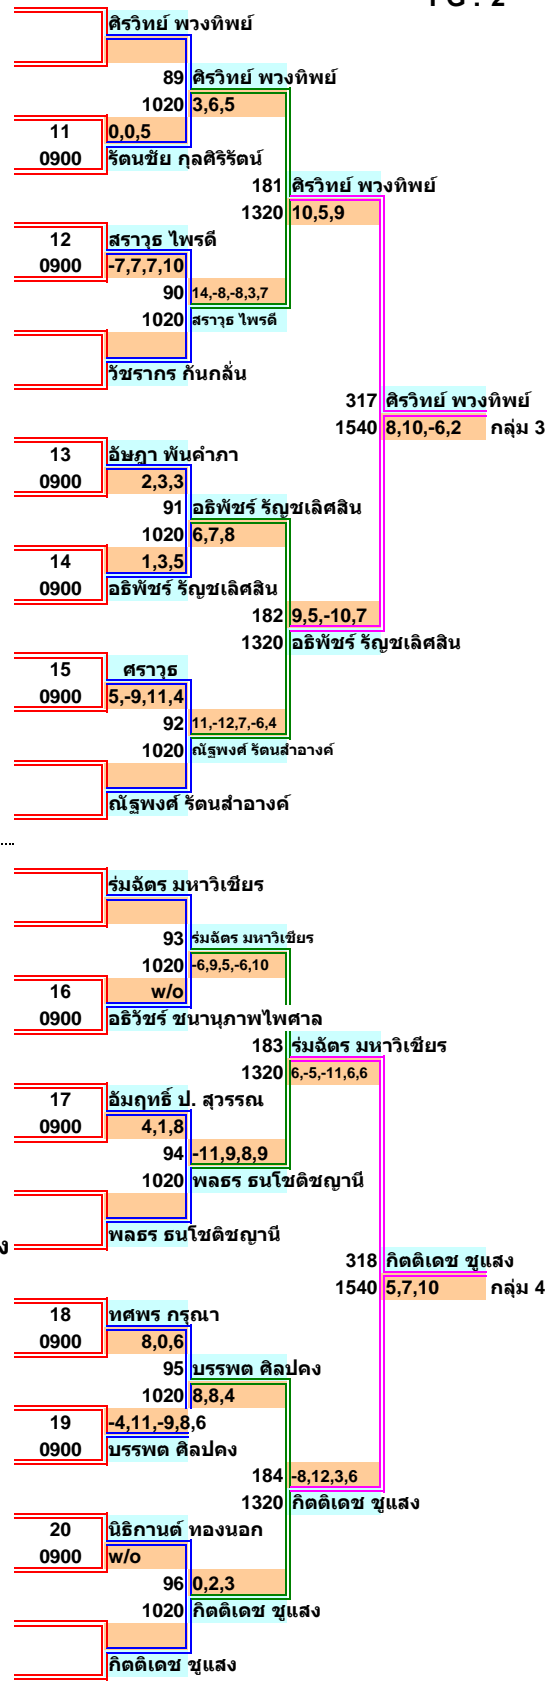 PG : 2
ศิรวิทย์ พวงทิพย์
89 ศิรวิทย์ พวงทิพย์
1020 3,6,5
11 0,0,5
0900 รัตนชัย กุลศิริรัตน์
181 ศิรวิทย์ พวงทิพย์
1320 10,5,9
12 สราวุธ ไพรดี
0900 -7,7,7,10
90 14,-8,-8,3,7
1020 สราวุธ ไพรดี
วัชรากร กันกลั่น
317 ศิรวิทย์ พวงทิพย์
1540 8,10,-6,2 กลุ่ม 3
13 อัษฎา พันคำภา
0900 2,3,3
91 อธิพัชร์ รัญชเลิศสิน
1020 6,7,8
14 1,3,5
0900 อธิพัชร์ รัญชเลิศสิน
182 9,5,-10,7
1320 อธิพัชร์ รัญชเลิศสิน
15 ศราวุธ
0900 5,-9,11,4
92 11,-12,7,-6,4
1020 ณัฐพงศ์ รัตนสำอางค์
ณัฐพงศ์ รัตนสำอางค์
ร่มฉัตร มหาวิเชียร
93 ร่มฉัตร มหาวิเชียร
1020 -6,9,5,-6,10
16 w/o
0900 อธิวัชร์ ชนานุภาพไพศาล
183 ร่มฉัตร มหาวิเชียร
1320 6,-5,-11,6,6
17 อัมฤทธิ์ ป. สุวรรณ
0900 4,1,8
94 -11,9,8,9
1020 พลธร ธนโชติชญานี
พลธร ธนโชติชญานี
318 กิตติเดช ชูแสง
1540 5,7,10 กลุ่ม 4
18 ทศพร กรุณา
0900 8,0,6
95 บรรพต ศิลปคง
1020 8,8,4
19 -4,11,-9,8,6
0900 บรรพต ศิลปคง
184 -8,12,3,6
1320 กิตติเดช ชูแสง
20 นิธิกานต์ ทองนอก
0900 w/o
96 0,2,3
1020 กิตติเดช ชูแสง
กิตติเดช ชูแสง